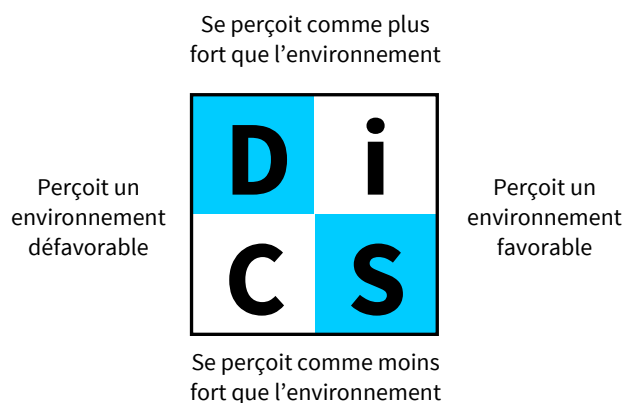 Se perçoit comme plus
fort que l’environnement
D i
Perçoit un
environnement
défavorable
Perçoit un
environnement
favorable
C S
Se perçoit comme moins
fort que l’environnement